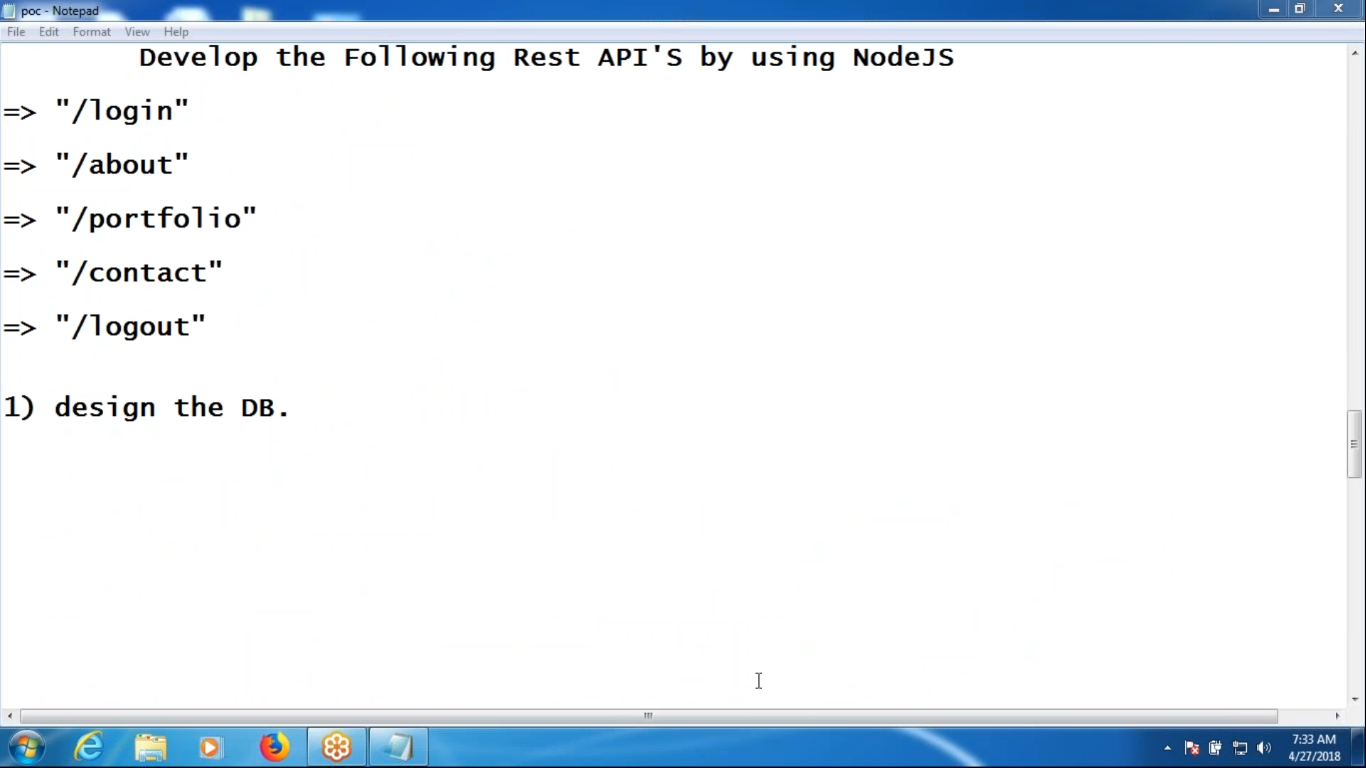 poc - Notepad
File Edit Format View Help
Develop the Following Rest API'S by using NodeJS
=> "/login"
=> "/about"
=> "/portfolio"
=> "/contact"
=> "/logout"
1) design the DB.
7:33 AM
4/27/2018